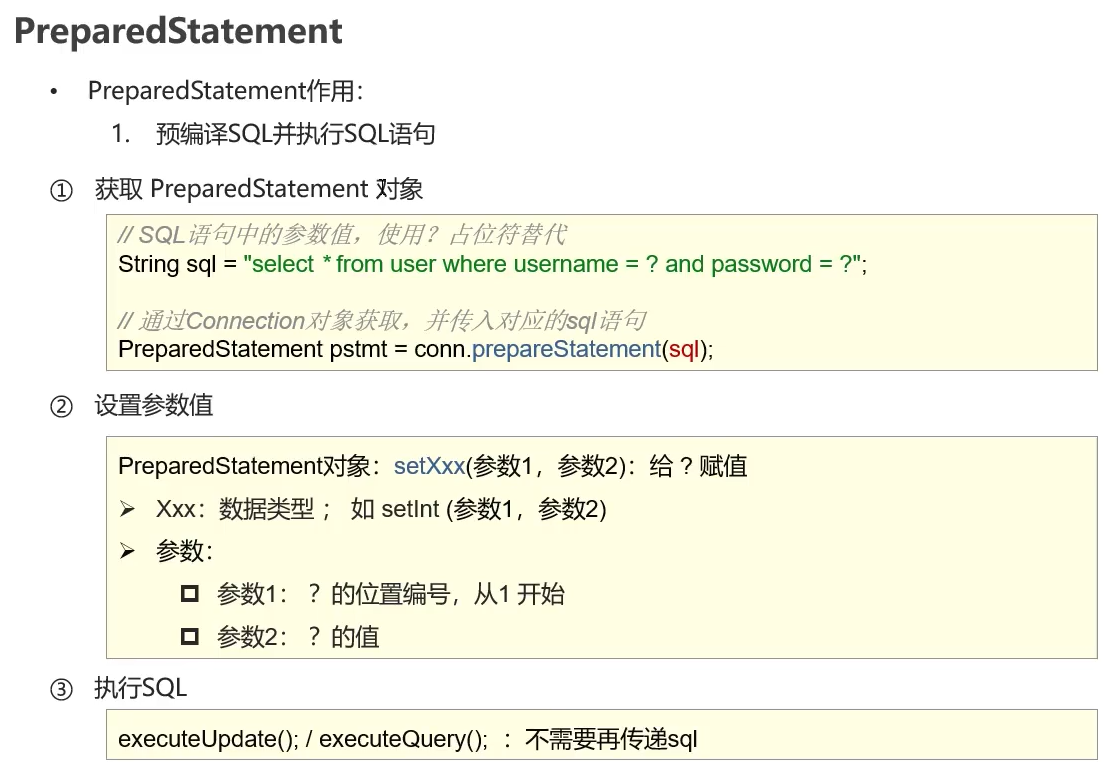 PreparedStatement
• PreparedStatement作用：
1. 预编译SQL并执行SQL语句
① 获取 PreparedStatement 对象
// SQL语句中的参数值，使用？占位符替代
String sql = "select * from user where username = ? and password = ?";
// 通过Connection对象获取，并传入对应的sql语句
PreparedStatement pstmt = conn.prepareStatement(sql);
② 设置参数值
PreparedStatement对象：setXxx(参数1，参数2)：给 ? 赋值
➢ Xxx：数据类型 ； 如 setInt (参数1，参数2)
➢ 参数：
参数1： ？的位置编号，从1 开始
参数2： ？的值
③ 执行SQL
executeUpdate(); / executeQuery(); ：不需要再传递sql